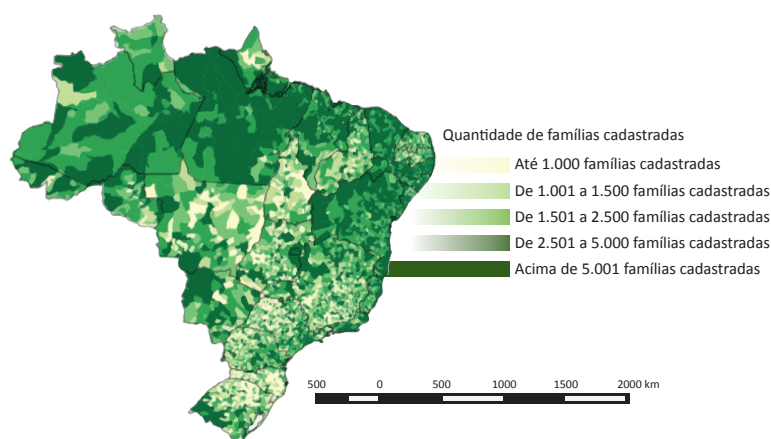 Quantidade de famílias cadastradas
Até 1.000 famílias cadastradas
De 1.001 a 1.500 famílias cadastradas
De 1.501 a 2.500 famílias cadastradas
De 2.501 a 5.000 famílias cadastradas
Acima de 5.001 famílias cadastradas
500 0 500 1000 1500 2000 km